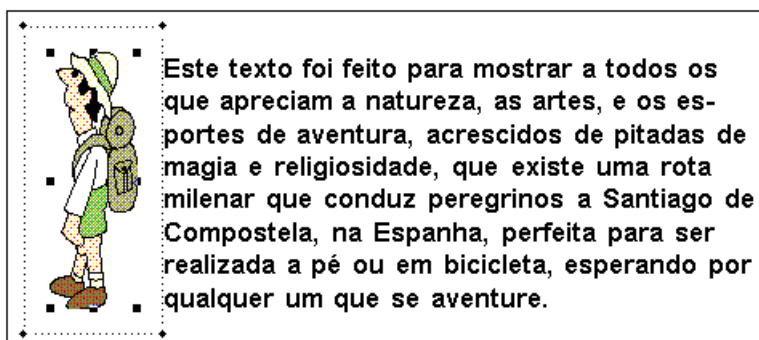 Este texto foi feito para mostrar a todos os
que apreciam a natureza, as artes, e os es-
portes de aventura, acrescidos de pitadas de
magia e religiosidade, que existe uma rota
milenar que conduz peregrinos a Santiago de
Compostela, na Espanha, perfeita para ser
realizada a pé ou em bicicleta, esperando por
qualquer um que se aventure.